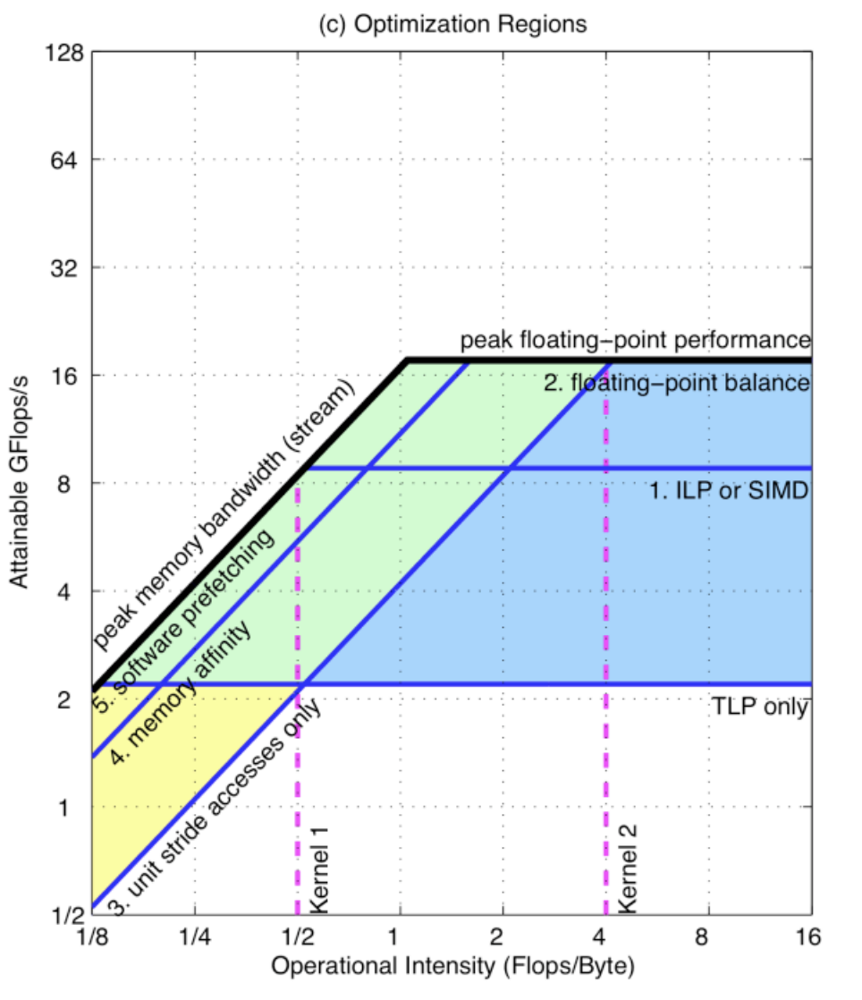 (c) Optimization Regions
128
64
32
16
8
4
2
1
1/2
Attainable GFlops/s
peak floating−point performance
2. floating−point balance
1. ILP or SIMD
TLP only
peak memory bandwidth (stream)
5. software prefetching
4. memory affinity
3. unit stride accesses only
Kernel 1
Kernel 2
1/8 1/4 1/2 1 2 4 8 16
Operational Intensity (Flops/Byte)